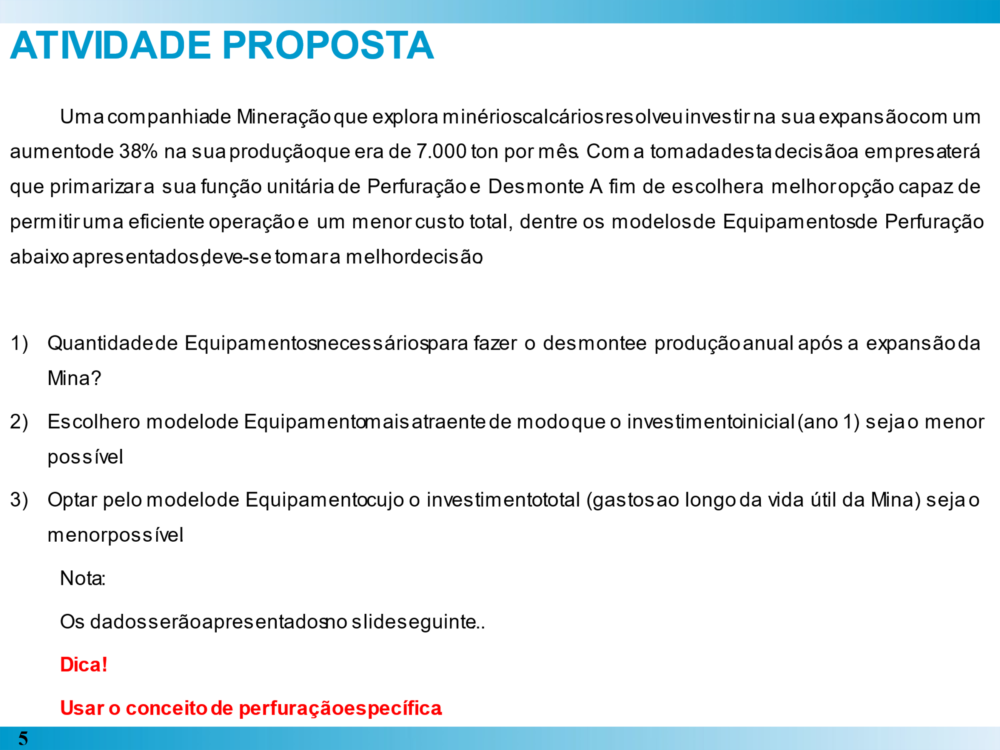 ATIVIDADE PROPOSTA
Uma companhia de Mineração que explora minérios calcários resolveu investir na sua expansão com um
aumento de 38% na sua produção que era de 7.000 ton por mês. Com a tomada desta decisão a empresa terá
que primarizar a sua função unitária de Perfuração e Desmonte. A fim de escolher a melhor opção capaz de
permitir uma eficiente operação e um menor custo total, dentre os modelos de Equipamentos de Perfuração
abaixo apresentados, deve-se tomar a melhor decisão:
1) Quantidade de Equipamentos necessários para fazer o desmonte e produção anual após a expansão da
Mina?
2) Escolher o modelo de Equipamento mais atraente de modo que o investimento inicial (ano 1) seja o menor
possível.
3) Optar pelo modelo de Equipamento cujo o investimento total (gastos ao longo da vida útil da Mina) seja o
menor possível.
Nota:
Os dados serão apresentados no slide seguinte...
Dica!
Usar o conceito de perfuração específica.
5